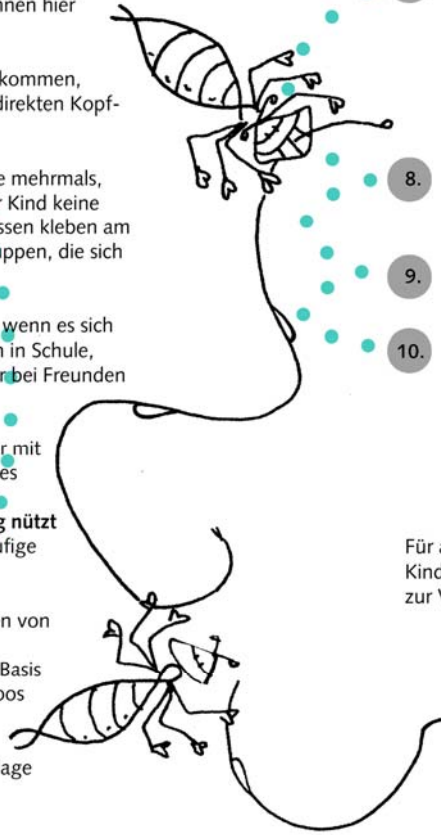 nnen hier
kommen,
direkten Kopf-
e mehrmals,
r Kind keine
ssen kleben am
uppen, die sich
wenn es sich
n in Schule,
r bei Freunden
r mit
es
g nützt
ufige
n von
Basis
oos
age
8.
9.
10.
Für a
Kind
zur V